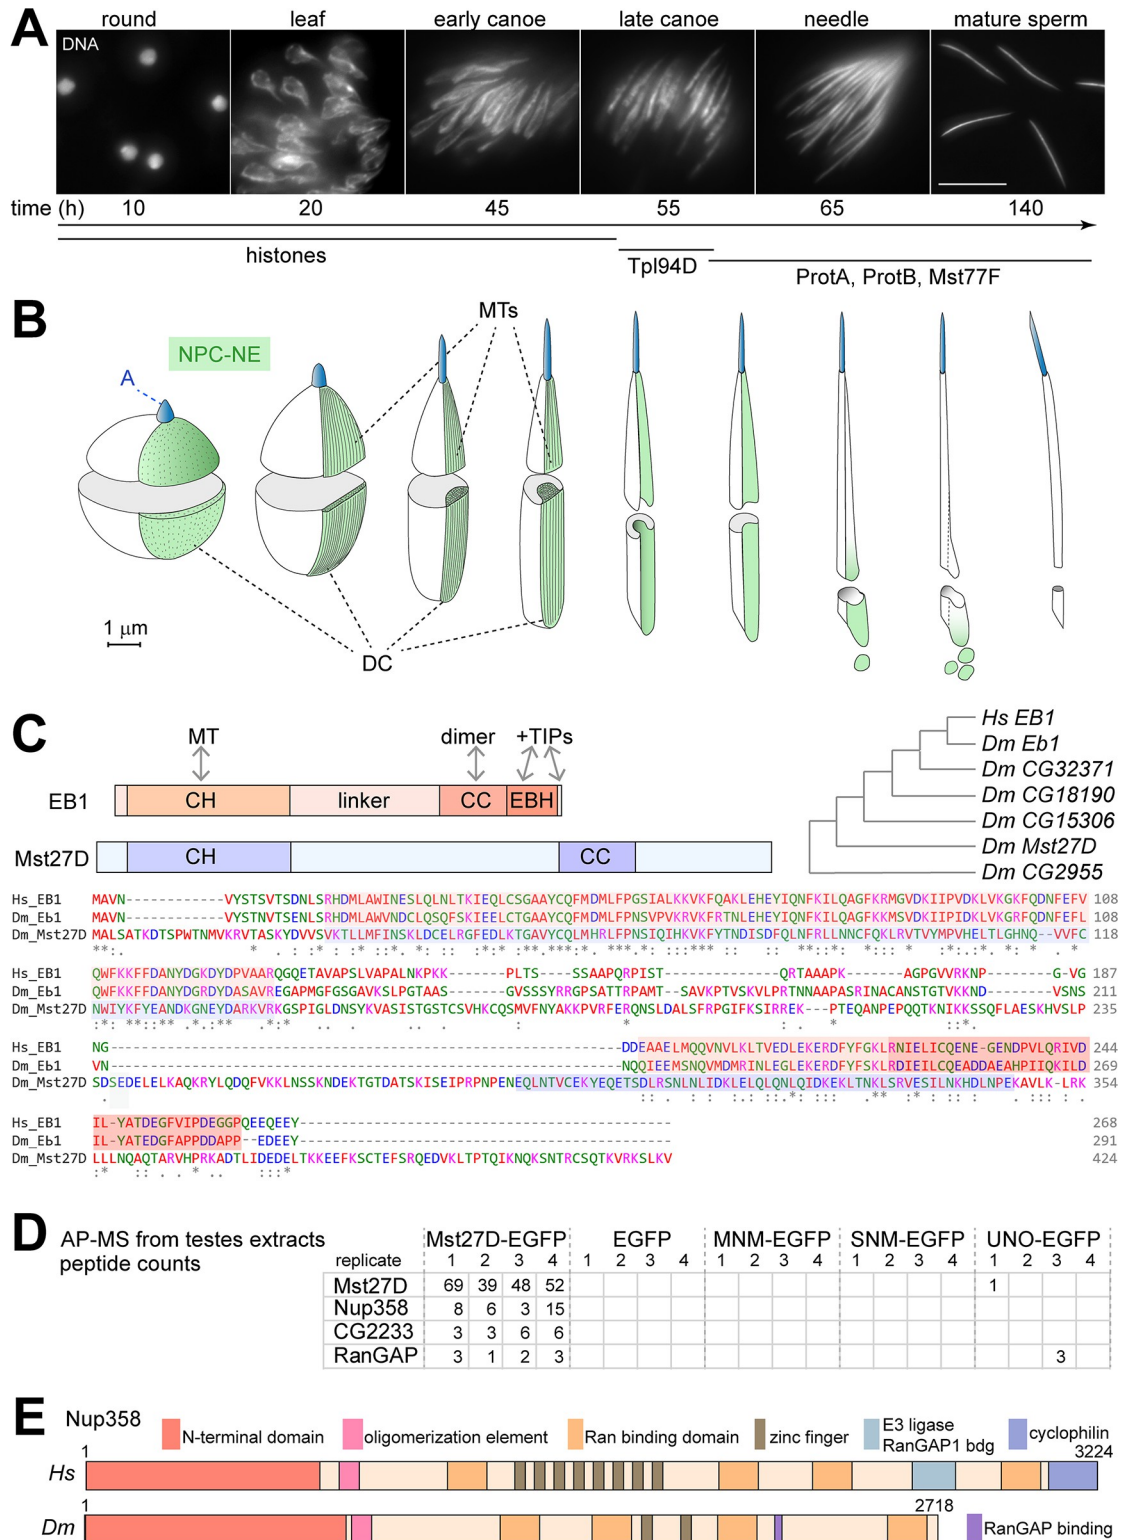 A
round leaf early canoe late canoe needle mature sperm
DNA
time (h) 10 20 45 55 65 140
histones
Tpl94D
ProtA, ProtB, Mst77F
B
MTs
NPC-NE
A
1 μm
DC
C
MT dimer +TIPs
EB1 CH linker CC EBH
Mst27D CH CC
Hs EB1
Dm Eb1
Dm CG32371
Dm CG18190
Dm CG15306
Dm Mst27D
Dm CG2955
Hs_EB1 MAVN-----------VYSTSVTSDNLSRHDMLAWINESLQLNLTKIEQLCSGAAYCQFMDMLFPGSIALKKVKFQAKLEHEYIQNFKILQAGFKRMGVDKIIPVDKLVKGKFQDNFEFV 108
Dm_Eb1 MAVN-----------VYSTNVTSENLSRHDMLAWVNDCLQSQFSKIEELCTGAAYCQFMDMLFPNSVPVKRVKFRTNLEHEYIQNFKILQAGFKKMSVDKIIPIDKLVKGRFQDNFEFL 108
Dm_Mst27D MALSATKDTSPWTNMVKRVTASKYDVVSVKTLLMFINSKLDCELRGFEDLKTGAVYCQLMHRLFPNSIQIHKVKFYTNDISDFQLNFRLLNNCFQKLRVTVYMPVHELTLGHNQ--VVFC 118
Hs_EB1 QWFKKFFDANYDGKDYDPVAARQGQETAVAPSLVAPALNKPKK-------PLTS----SSAAPQRPIST-------------QRTAAAPK------AGPGVVRKNP-------G-VG 187
Dm_Eb1 QWFKKFFDANYDGRDYDASAVREGAPMGFGSGAVKSLPGTAAS-------GVSSSYRRGPSATTRPAMT---SAVKPTVSKVLPRTNNAAPASRINACANSTGTVKKND--------VSNS 211
Dm_Mst27D NWIYKFYEANDKGNEYDARKVRKGSPIGLDNSYKVASISTGTSCSVHKCQSMVFNYAKKPVRFERQNSLDALSFRPGIFKSIRREK---PTEQANPEPQQTKNIKKSSQFLAESKHVSLP 235
Hs_EB1 NG----------------------------------------------------------DDEAAELMQQVNVLKLTVEDLEKERDFYFGKLRNIELICQENE-GENDPVLQRIVD 244
Dm_Eb1 VN----------------------------------------------------------NQQIEEMSNQVMDMRINLEGLEKERDFYFSKLRDIEILCQEADDAEAHPIIQKILD 269
Dm_Mst27D SDSEDELELKAQKRYLQDQFVKKLNSSKNDEKTGTDATSKISEIPRPNPENEQLNTVCEKYEQETSDLRSNLNLIDKLELQLQNLQIDKEKLTNKLSRVESILNKHDLNPEKAVLK-LRK 354
Hs_EB1 IL-YATDEGFVIPDEGGPQEEQEEY----------------------------------------- 268
Dm_Eb1 IL-YATEDGFAPPDDAPP--EDEEY----------------------------------------- 291
Dm_Mst27D LLLNQAQTARVHPRKADTLIDEDELTKKEEFKSCTEFSRQEDVKLTPTQIKNQKSNTRCSQTKVRKSLKV 424
D
AP-MS from testes extracts
peptide counts
Mst27D-EGFP EGFP MNM-EGFP SNM-EGFP UNO-EGFP
replicate 1 2 3 4 1 2 3 4 1 2 3 4 1 2 3 4 1 2 3 4
Mst27D 69 39 48 52 1
Nup358 8 6 3 15
CG2233 3 3 6 6
RanGAP 3 1 2 3 3
E
Nup358
N-terminal domain oligomerization element Ran binding domain zinc finger E3 ligase RanGAP1 bdg cyclophilin
1 3224
Hs
1 2718
Dm RanGAP binding